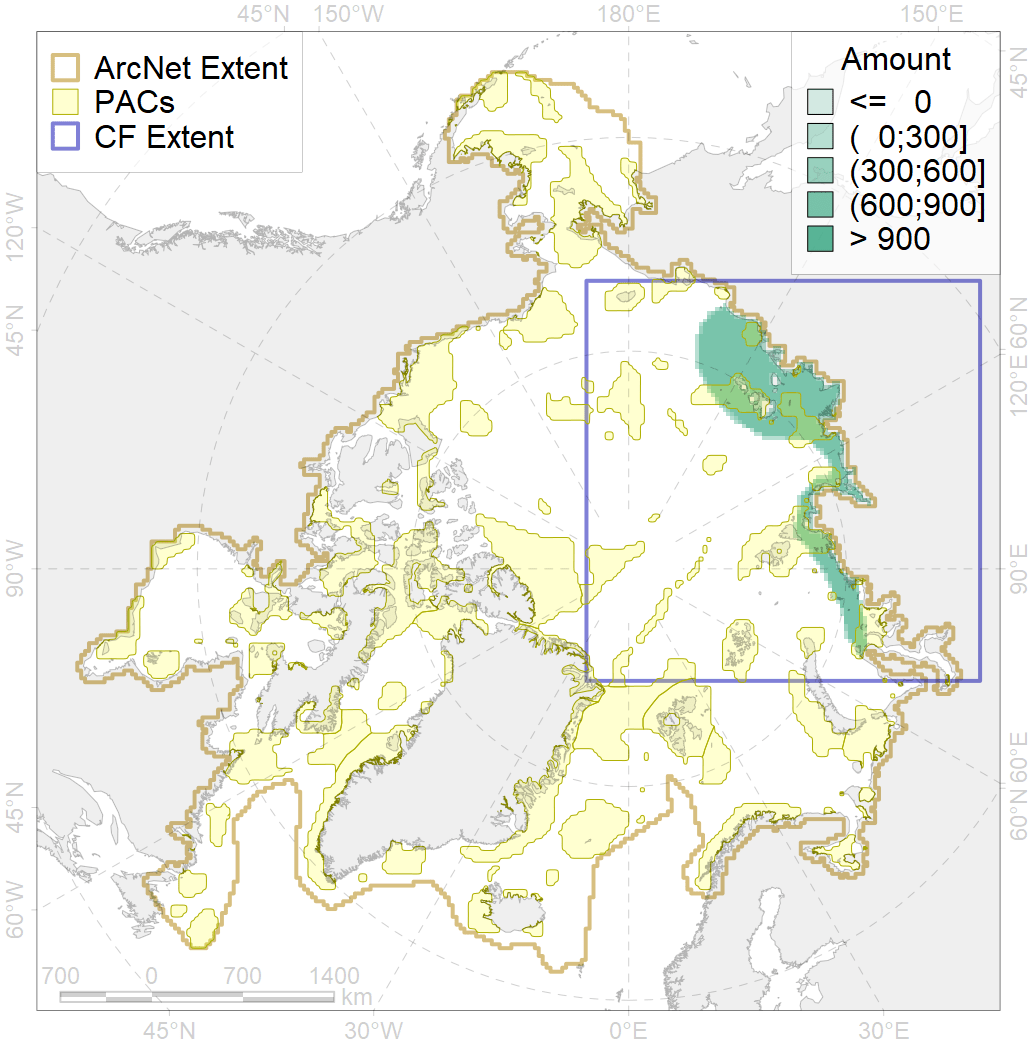 45°N 150°W 180°E 150°E
ArcNet Extent
PACs
CF Extent
Amount
<= 0
( 0;300]
(300;600]
(600;900]
> 900
45°N
120°W
60°N
45°N
120°E
90°W
90°E
60°E
45°N
60°N
60°W
700 0 700 1400
km
45°N 30°W 0°E 30°E